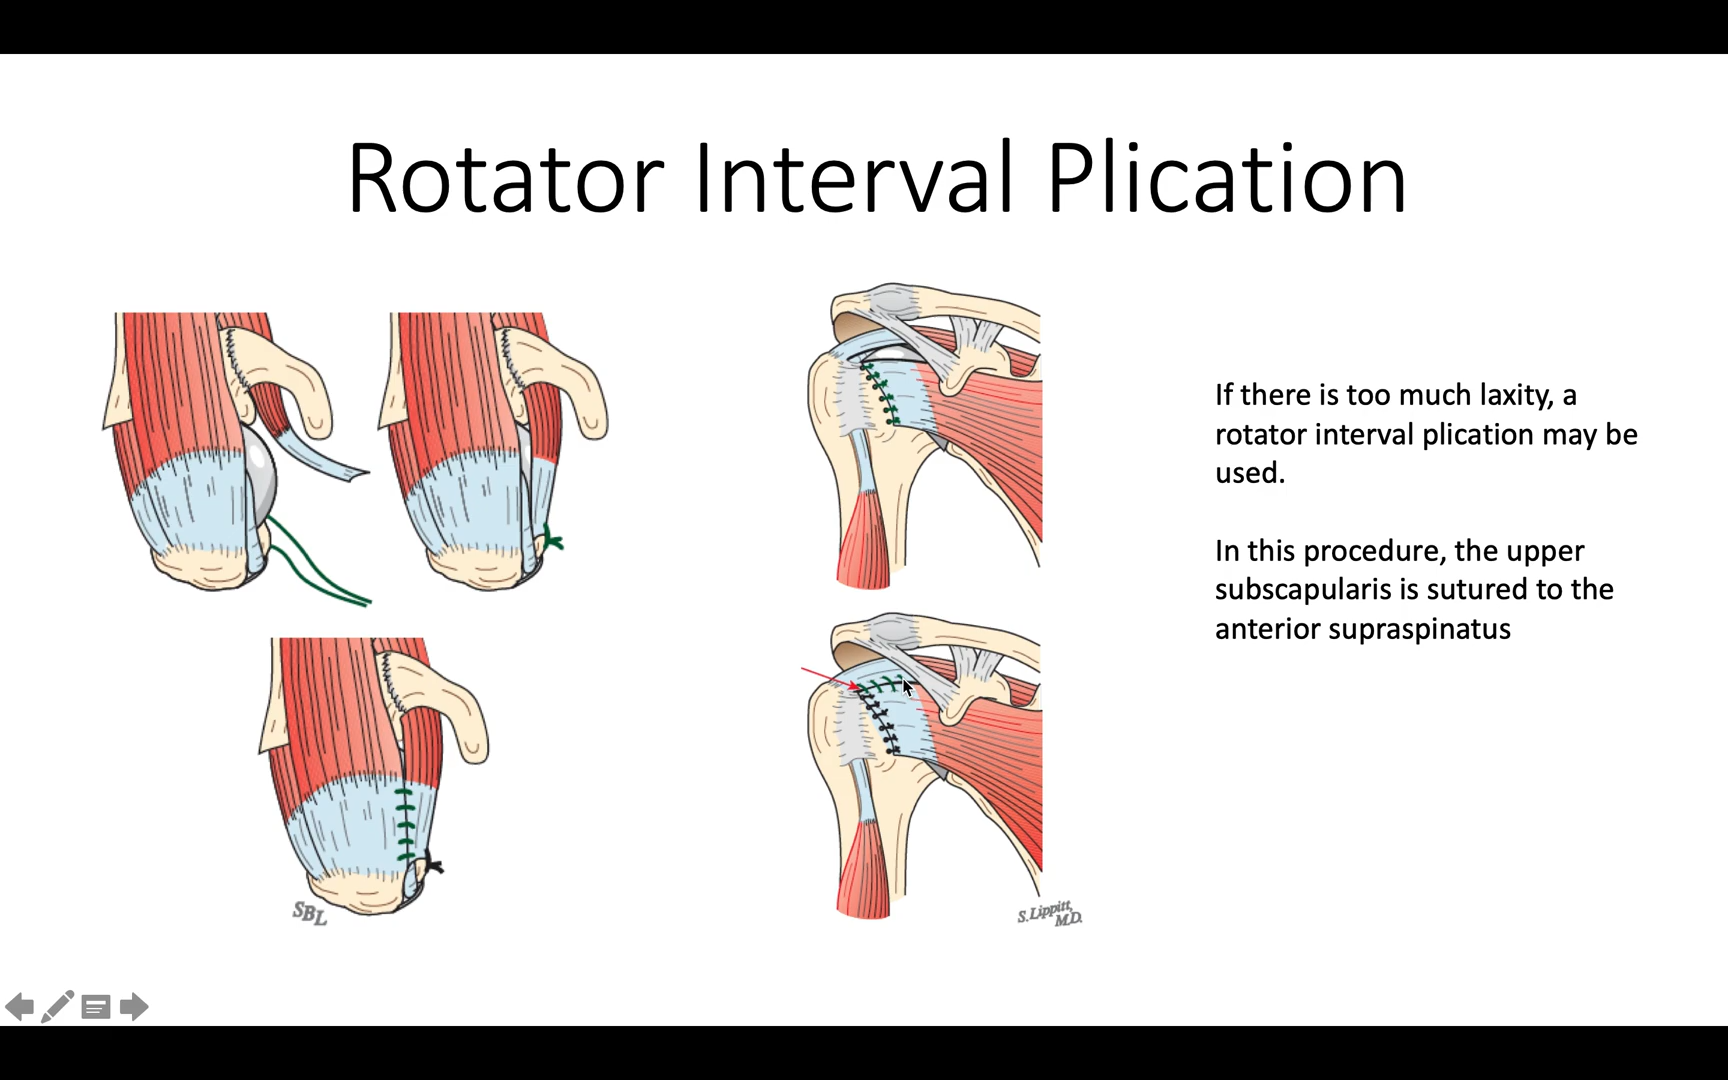 Rotator Interval Plication
If there is too much laxity, a
rotator interval plication may be
used.
In this procedure, the upper
subscapularis is sutured to the
anterior supraspinatus
SBL
S. Lippitt,
M.D.